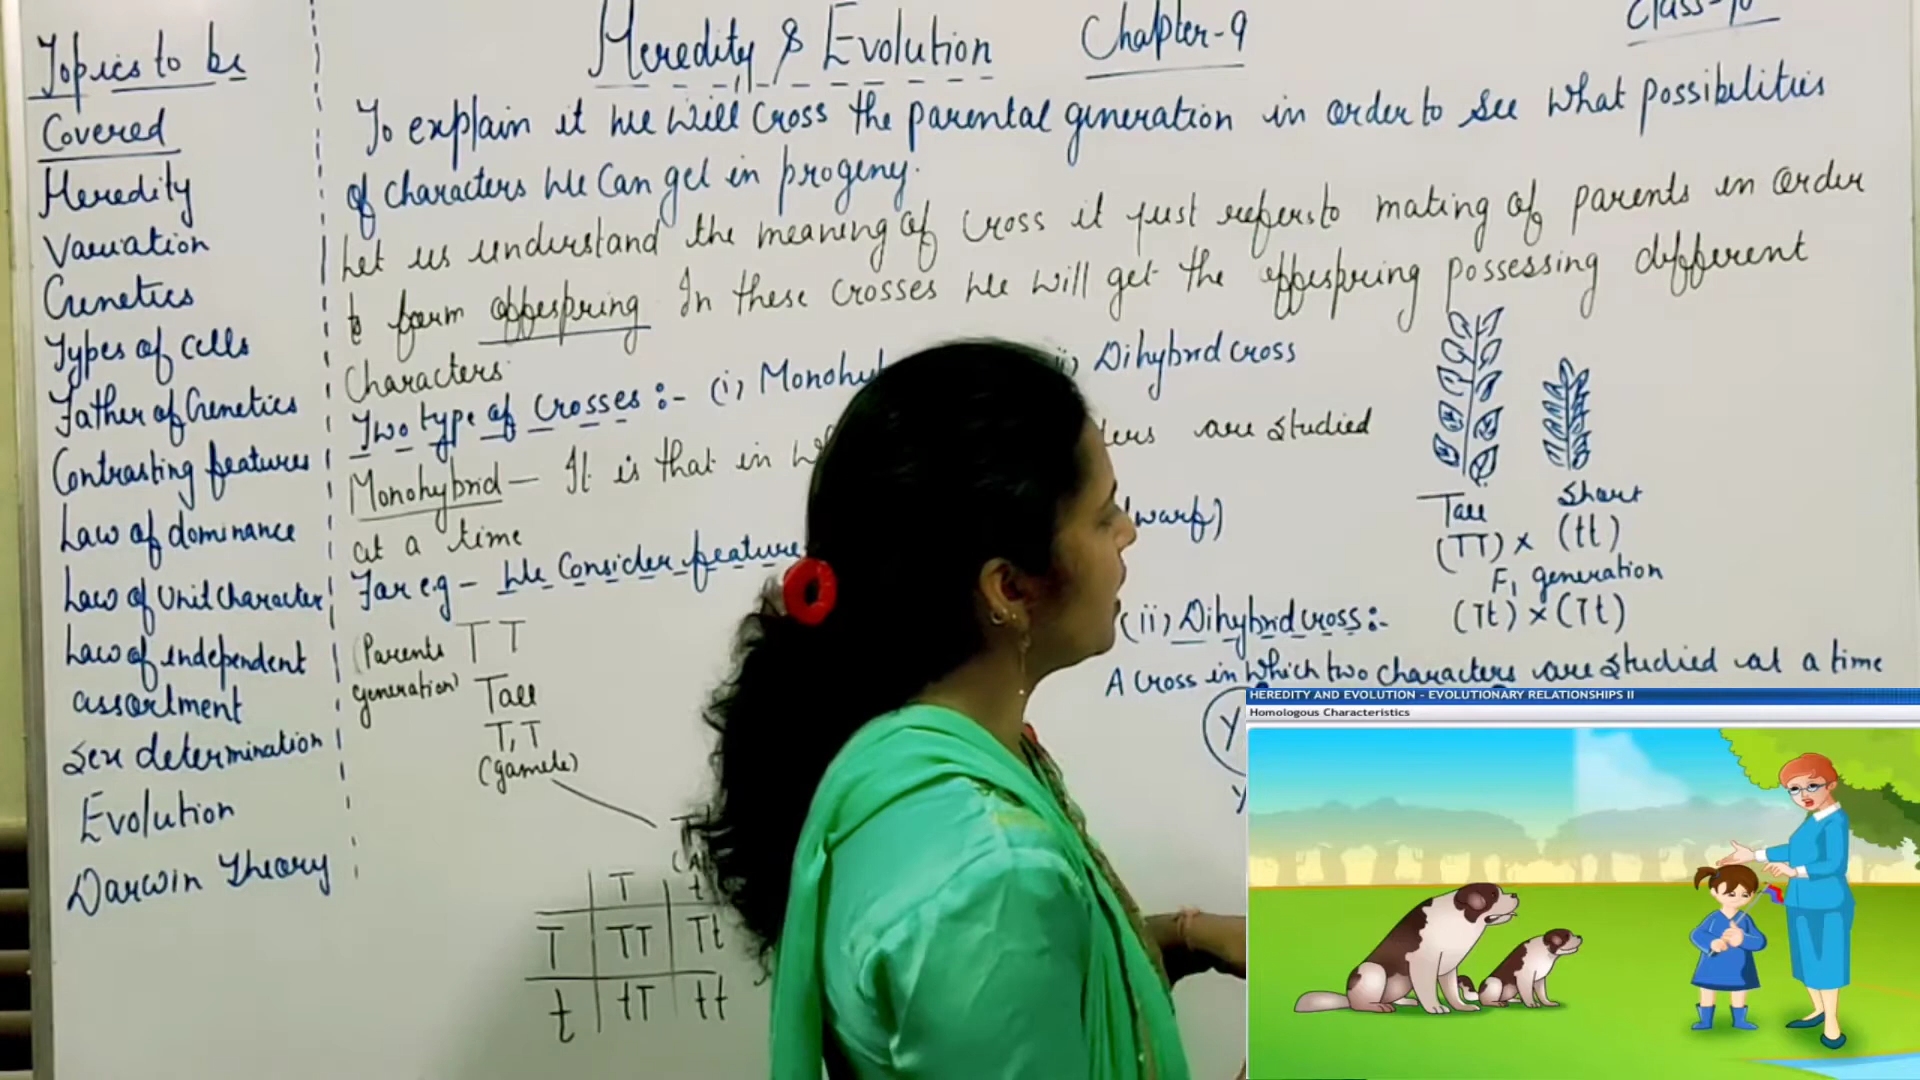 Topics to be
Covered
Heredity
Variation
Genetics
Types of cells
Father of Genetics
Contrasting features
Law of dominance
Law of Unit Character
Law of independent
assortment
Sex determination
Evolution
Darwin Theory
Heredity & Evolution Chapter-9
Class-10
To explain it we will cross the parental generation in order to see what possibilities
of characters we can get in progeny.
Let us understand the meaning of cross it just refers to mating of parents in order
to form offespring In these crosses we will get the offespring possessing different
Characters
Two type of Crosses :- (i) Monohyb ii) Dihybrid cross
Monohybrid — It is that in are studied
at a time
For e.g - We Consider feature
(Parents TT
generation) Tall
T, T
(gamete)
T t
T TT Tt
t tT tt
Tall Short
(TT) × (tt)
F1 generation
(Tt) × (Tt)
(ii) Dihybrid cross :-
A cross in which two characters are studied at a time
HEREDITY AND EVOLUTION - EVOLUTIONARY RELATIONSHIPS II
Homologous Characteristics